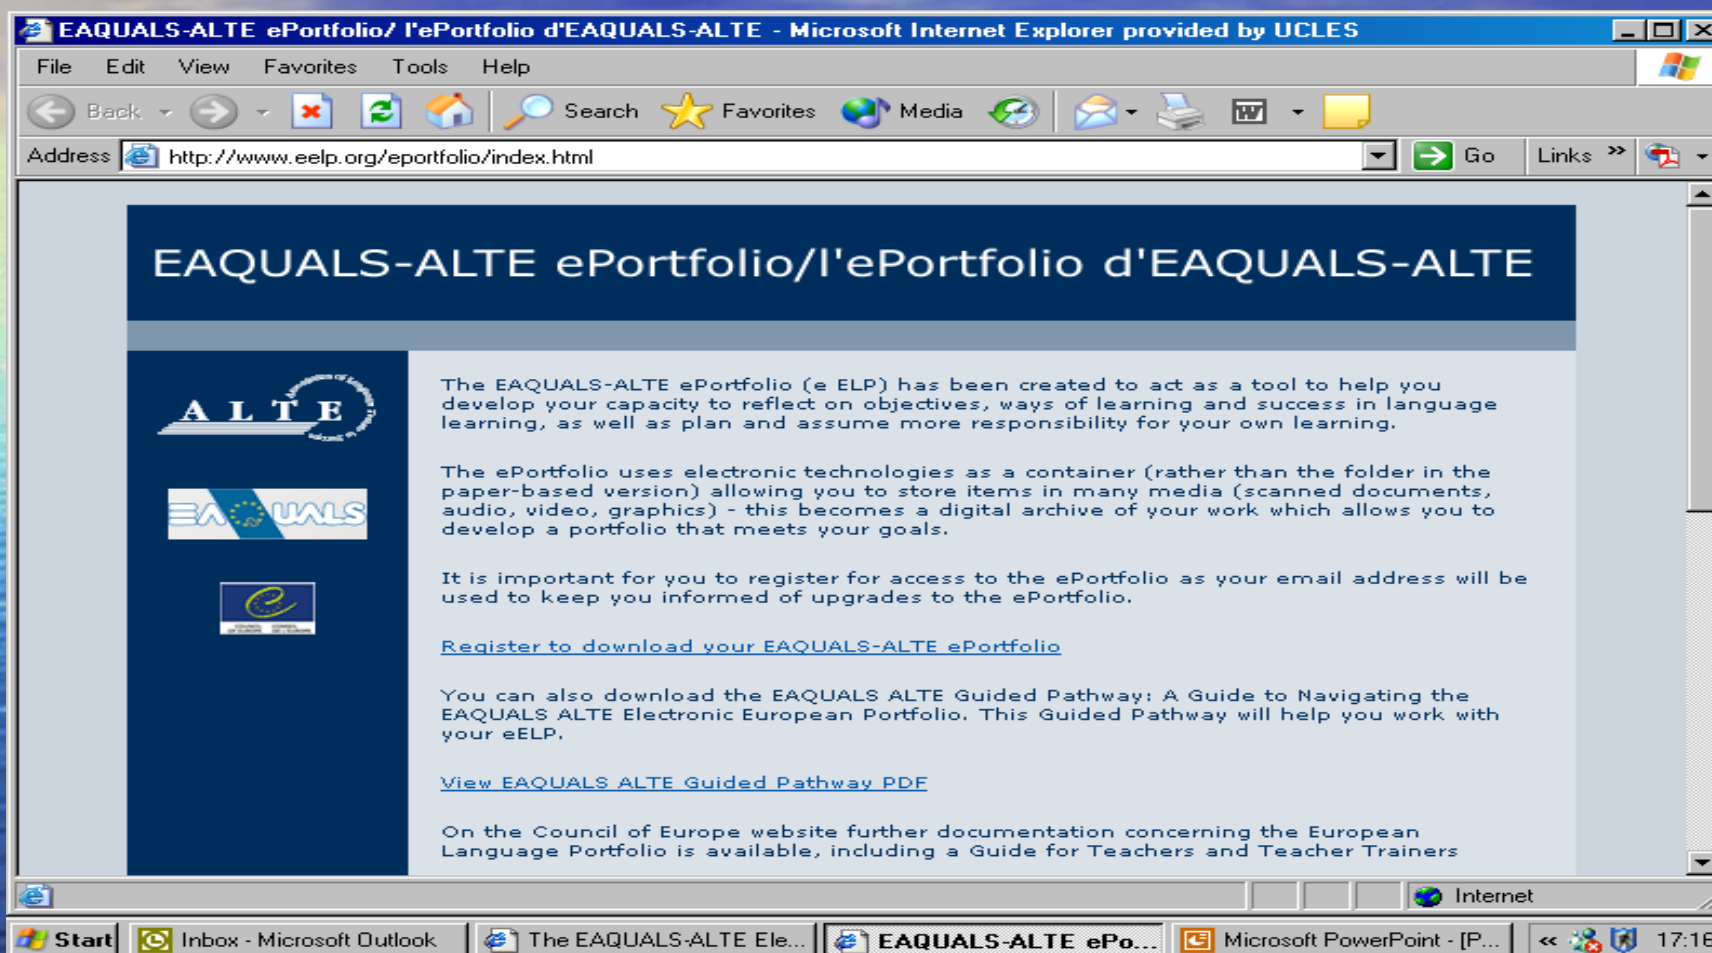 EAQUALS-ALTE ePortfolio/ l'ePortfolio d'EAQUALS-ALTE - Microsoft Internet Explorer provided by UCLES
File Edit View Favorites Tools Help
Back Search Favorites Media
Address http://www.eelp.org/eportfolio/index.html Go Links »
EAQUALS-ALTE ePortfolio/l'ePortfolio d'EAQUALS-ALTE
ALTE
EAQUALS
The EAQUALS-ALTE ePortfolio (e ELP) has been created to act as a tool to help you
develop your capacity to reflect on objectives, ways of learning and success in language
learning, as well as plan and assume more responsibility for your own learning.
The ePortfolio uses electronic technologies as a container (rather than the folder in the
paper-based version) allowing you to store items in many media (scanned documents,
audio, video, graphics) - this becomes a digital archive of your work which allows you to
develop a portfolio that meets your goals.
It is important for you to register for access to the ePortfolio as your email address will be
used to keep you informed of upgrades to the ePortfolio.
Register to download your EAQUALS-ALTE ePortfolio
You can also download the EAQUALS ALTE Guided Pathway: A Guide to Navigating the
EAQUALS ALTE Electronic European Portfolio. This Guided Pathway will help you work with
your eELP.
View EAQUALS ALTE Guided Pathway PDF
On the Council of Europe website further documentation concerning the European
Language Portfolio is available, including a Guide for Teachers and Teacher Trainers
Internet
Start Inbox - Microsoft Outlook The EAQUALS-ALTE Ele... EAQUALS-ALTE ePo... Microsoft PowerPoint - [P... « 17:16